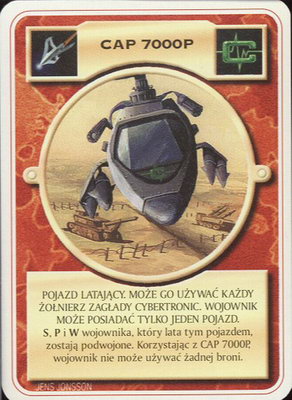 CAP 7000P
POJAZD LATAJĄCY. MOŻE GO UŻYWAĆ KAŻDY
ŻOŁNIERZ ZAGŁADY CYBERTRONIC. WOJOWNIK
MOŻE POSIADAĆ TYLKO JEDEN POJAZD.
S, P i W wojownika, który lata tym pojazdem,
zostają podwojone. Korzystając z CAP 7000P,
wojownik nie może używać żadnej broni.
JENS JONSSON